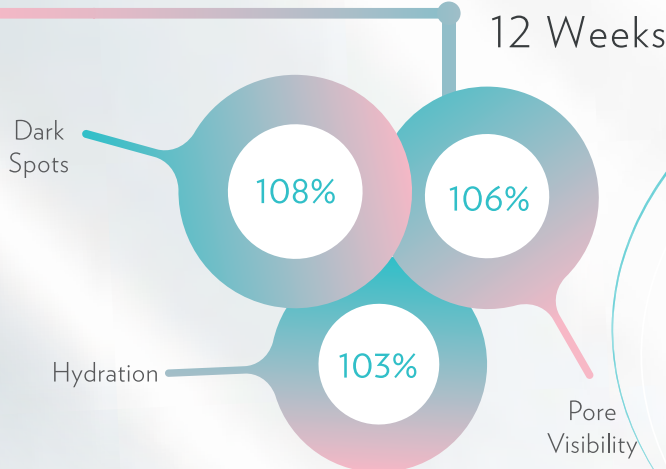 12 Weeks
Dark
Spots
108%
106%
Hydration
103%
Pore
Visibility